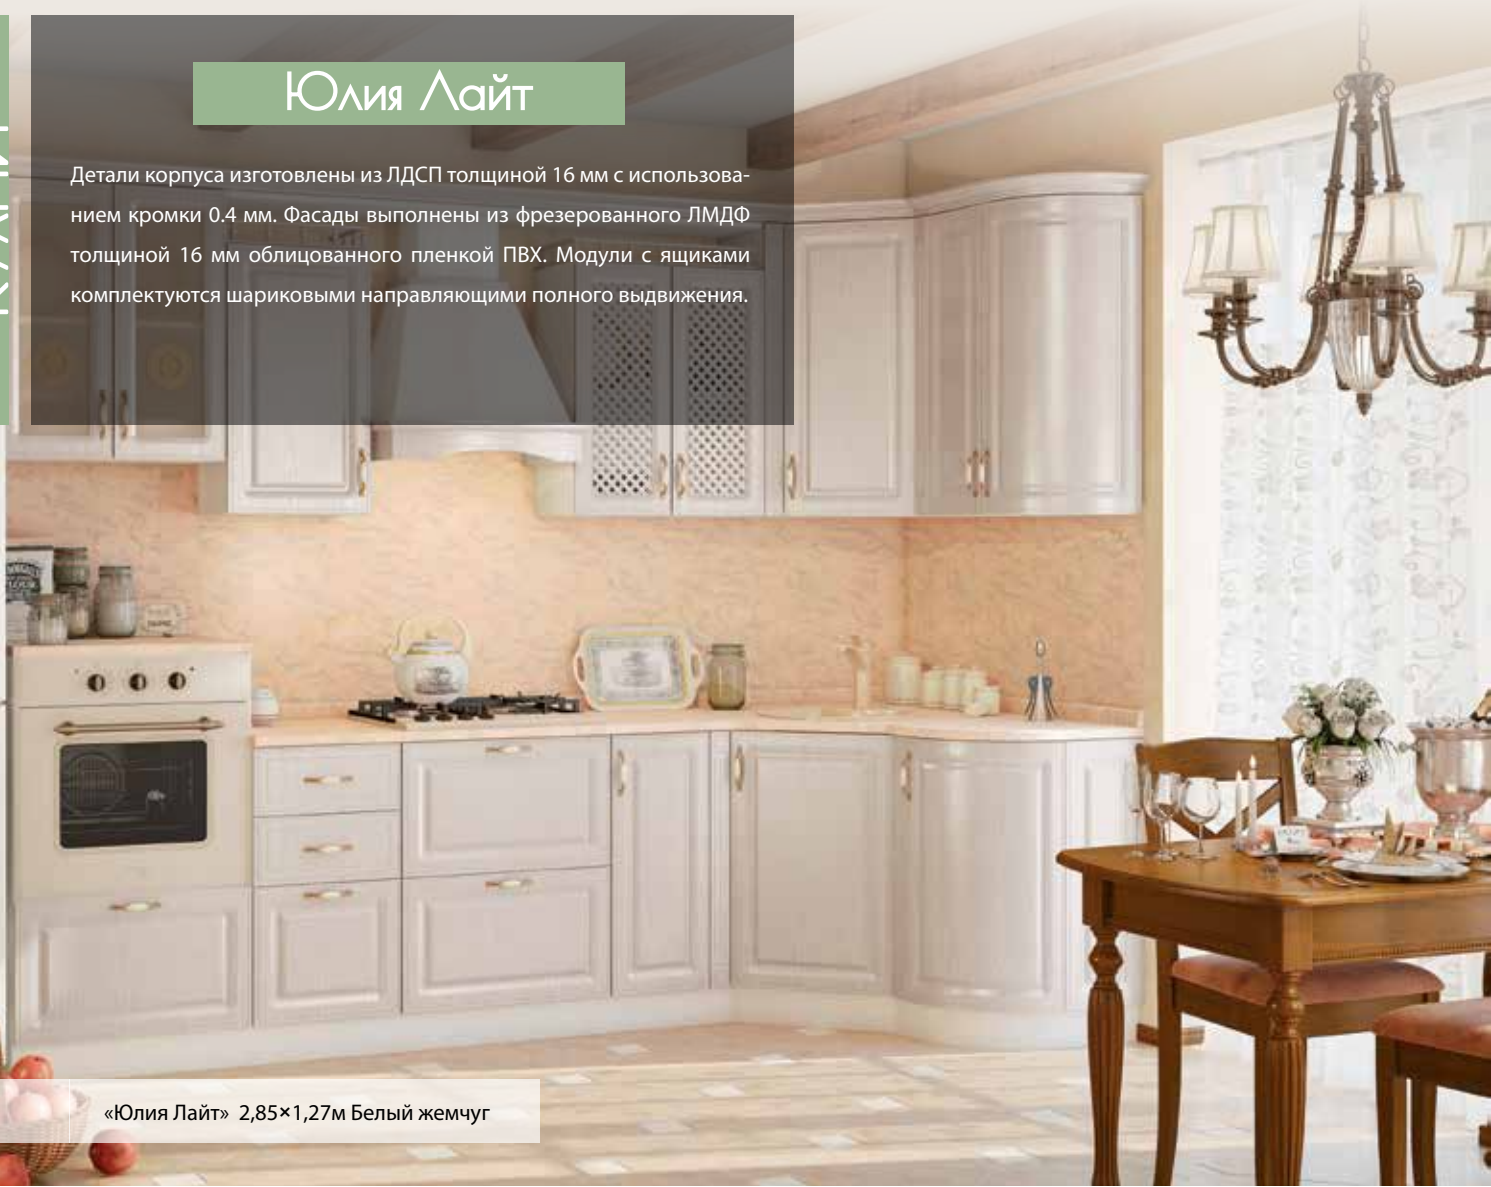 Юлия Лайт
Детали корпуса изготовлены из ЛДСП толщиной 16 мм с использова-
нием кромки 0.4 мм. Фасады выполнены из фрезерованного ЛМДФ
толщиной 16 мм облицованного пленкой ПВХ. Модули с ящиками
комплектуются шариковыми направляющими полного выдвижения.
«Юлия Лайт» 2,85×1,27м Белый жемчуг